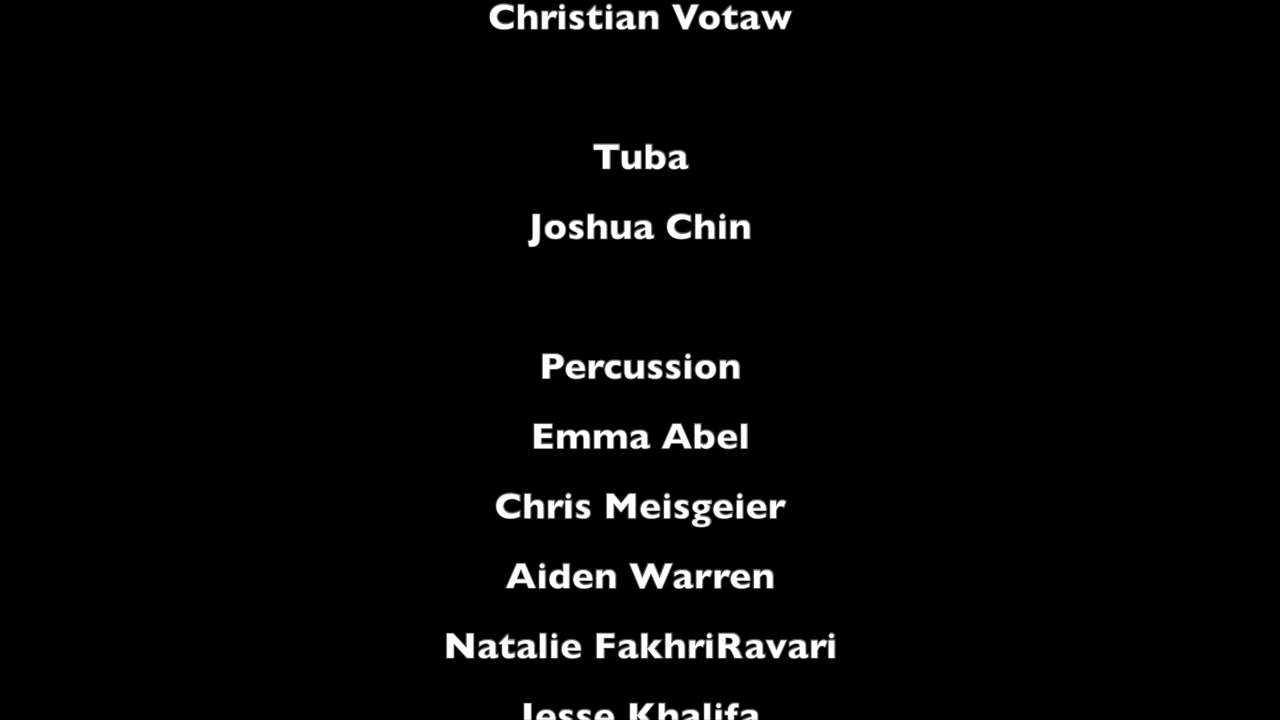 Christian Votaw
Tuba
Joshua Chin
Percussion
Emma Abel
Chris Meisgeier
Aiden Warren
Natalie FakhriRavari
Jesse Khalifa